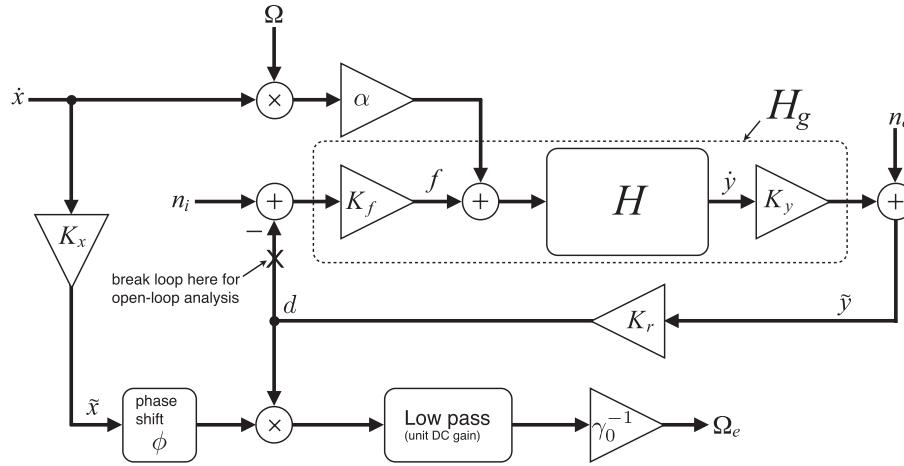 Ω
ẋ
×
α
H_g
n_i
+
−
K_f
f
+
H
ẏ
K_y
+
K_x
break loop here for
open-loop analysis
d
K_r
ỹ
x̃
phase
shift
ϕ
×
Low pass
(unit DC gain)
γ₀⁻¹
Ω_e